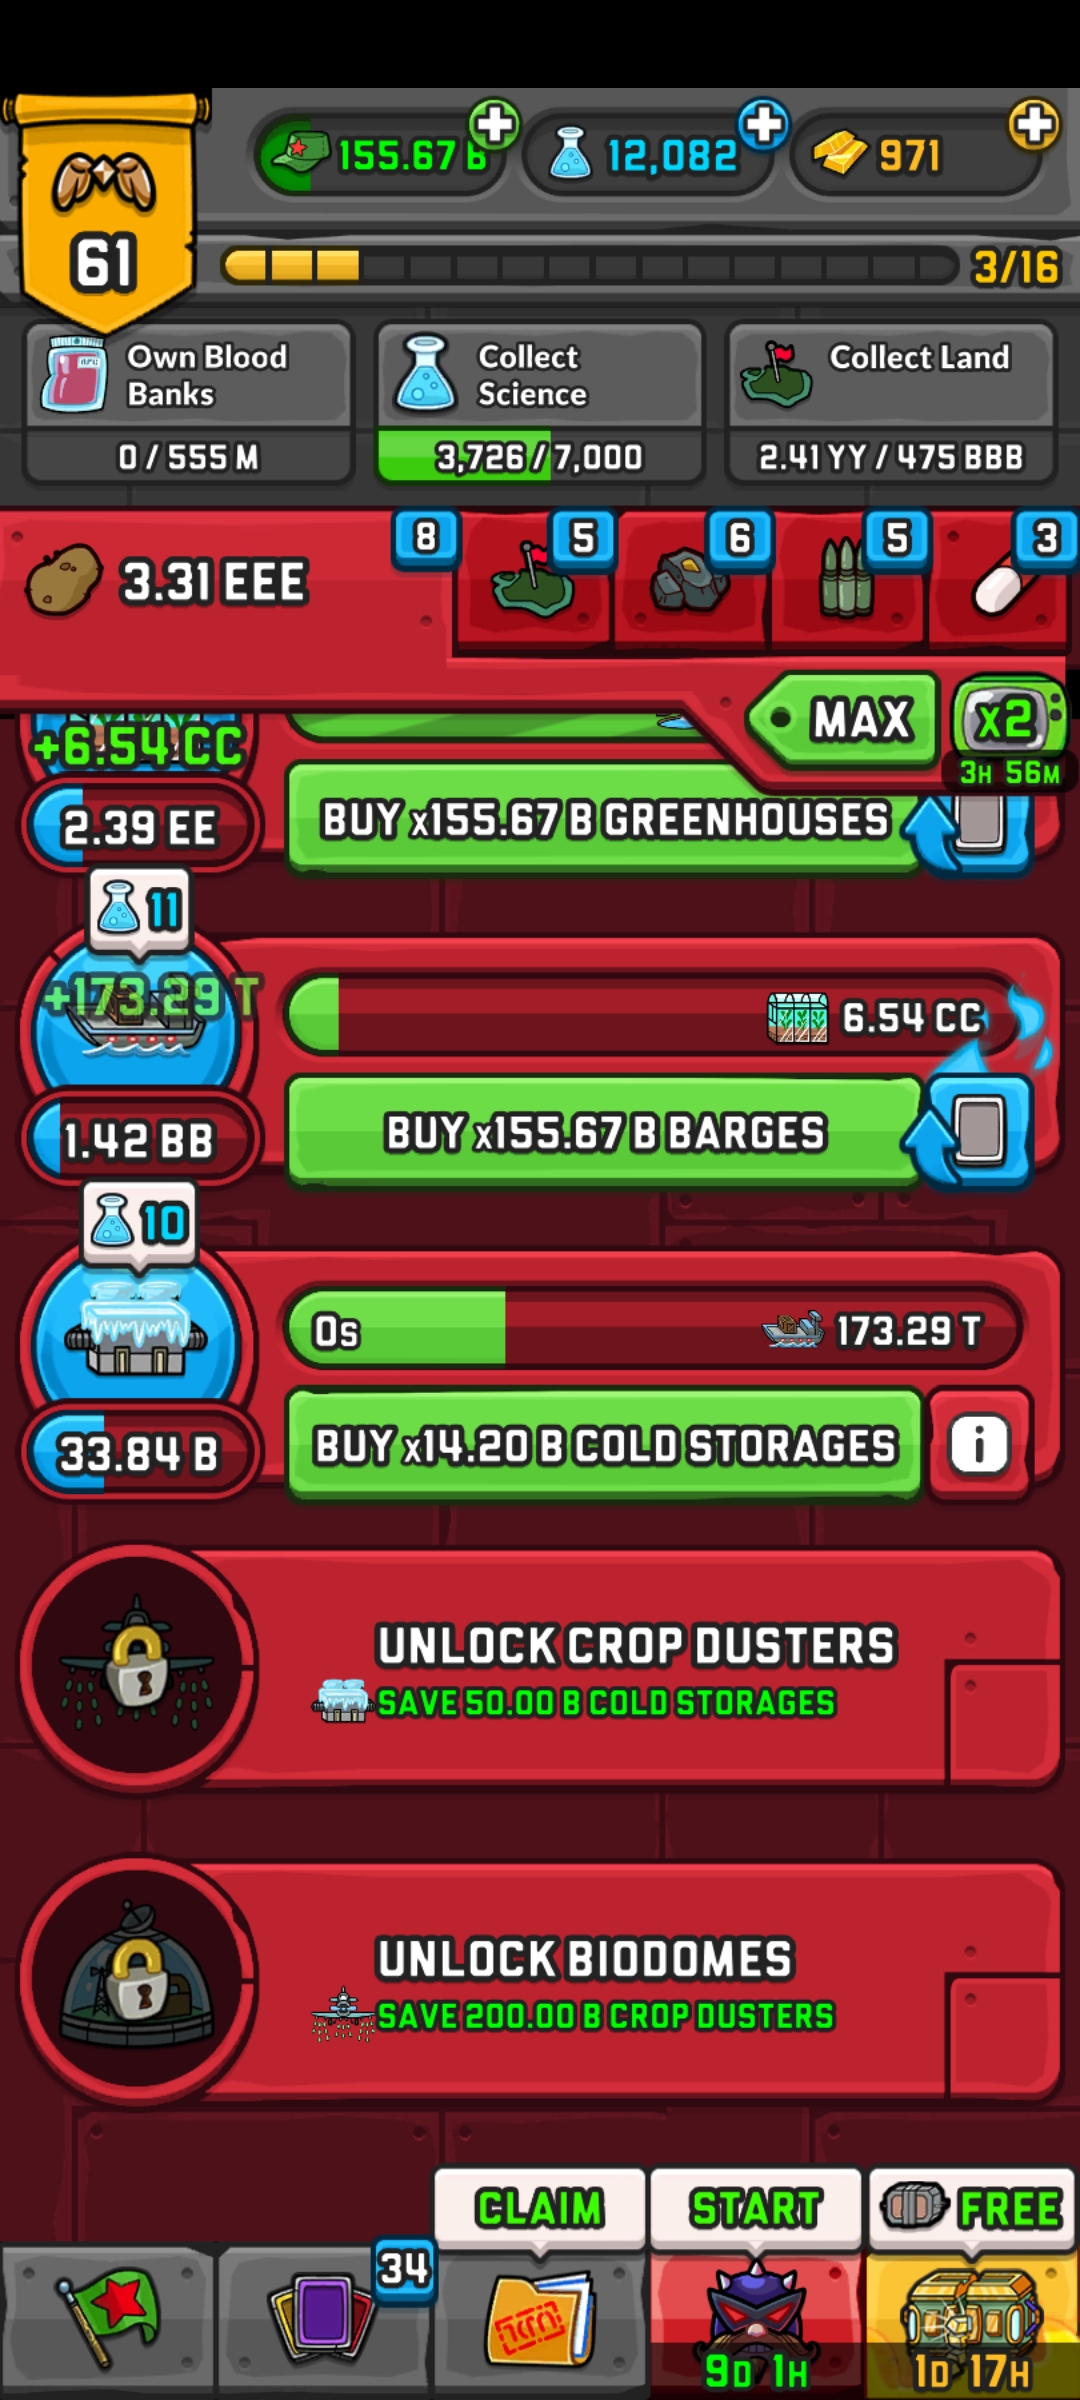 155.67 B
12,082
971
61
3/16
Own Blood
Banks
0 / 555 M
Collect
Science
3,726 / 7,000
Collect Land
2.41 YY / 475 BBB
3.31 EEE
8
5
6
5
3
MAX
x2
3H 56M
+6.54 CC
2.39 EE
BUY x155.67 B GREENHOUSES
11
+173.29 T
6.54 CC
1.42 BB
BUY x155.67 B BARGES
10
0s
173.29 T
33.84 B
BUY x14.20 B COLD STORAGES
i
UNLOCK CROP DUSTERS
SAVE 50.00 B COLD STORAGES
UNLOCK BIODOMES
SAVE 200.00 B CROP DUSTERS
CLAIM
START
FREE
34
9D 1H
1D 17H